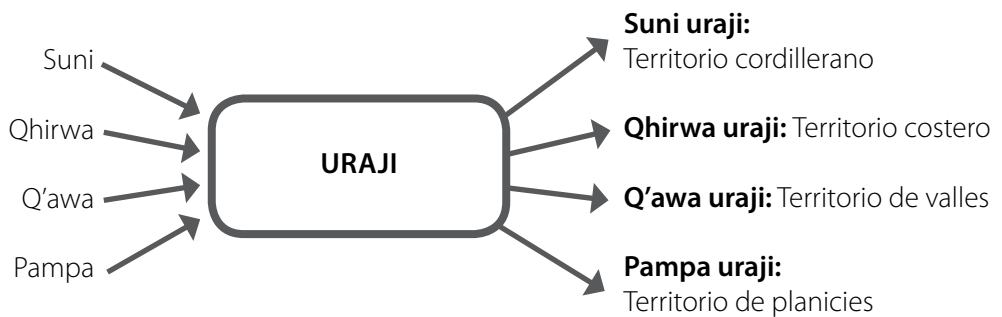 Suni
Qhirwa
Q'awa
Pampa
URAJI
Suni uraji:
Territorio cordillerano
Qhirwa uraji: Territorio costero
Q'awa uraji: Territorio de valles
Pampa uraji:
Territorio de planicies